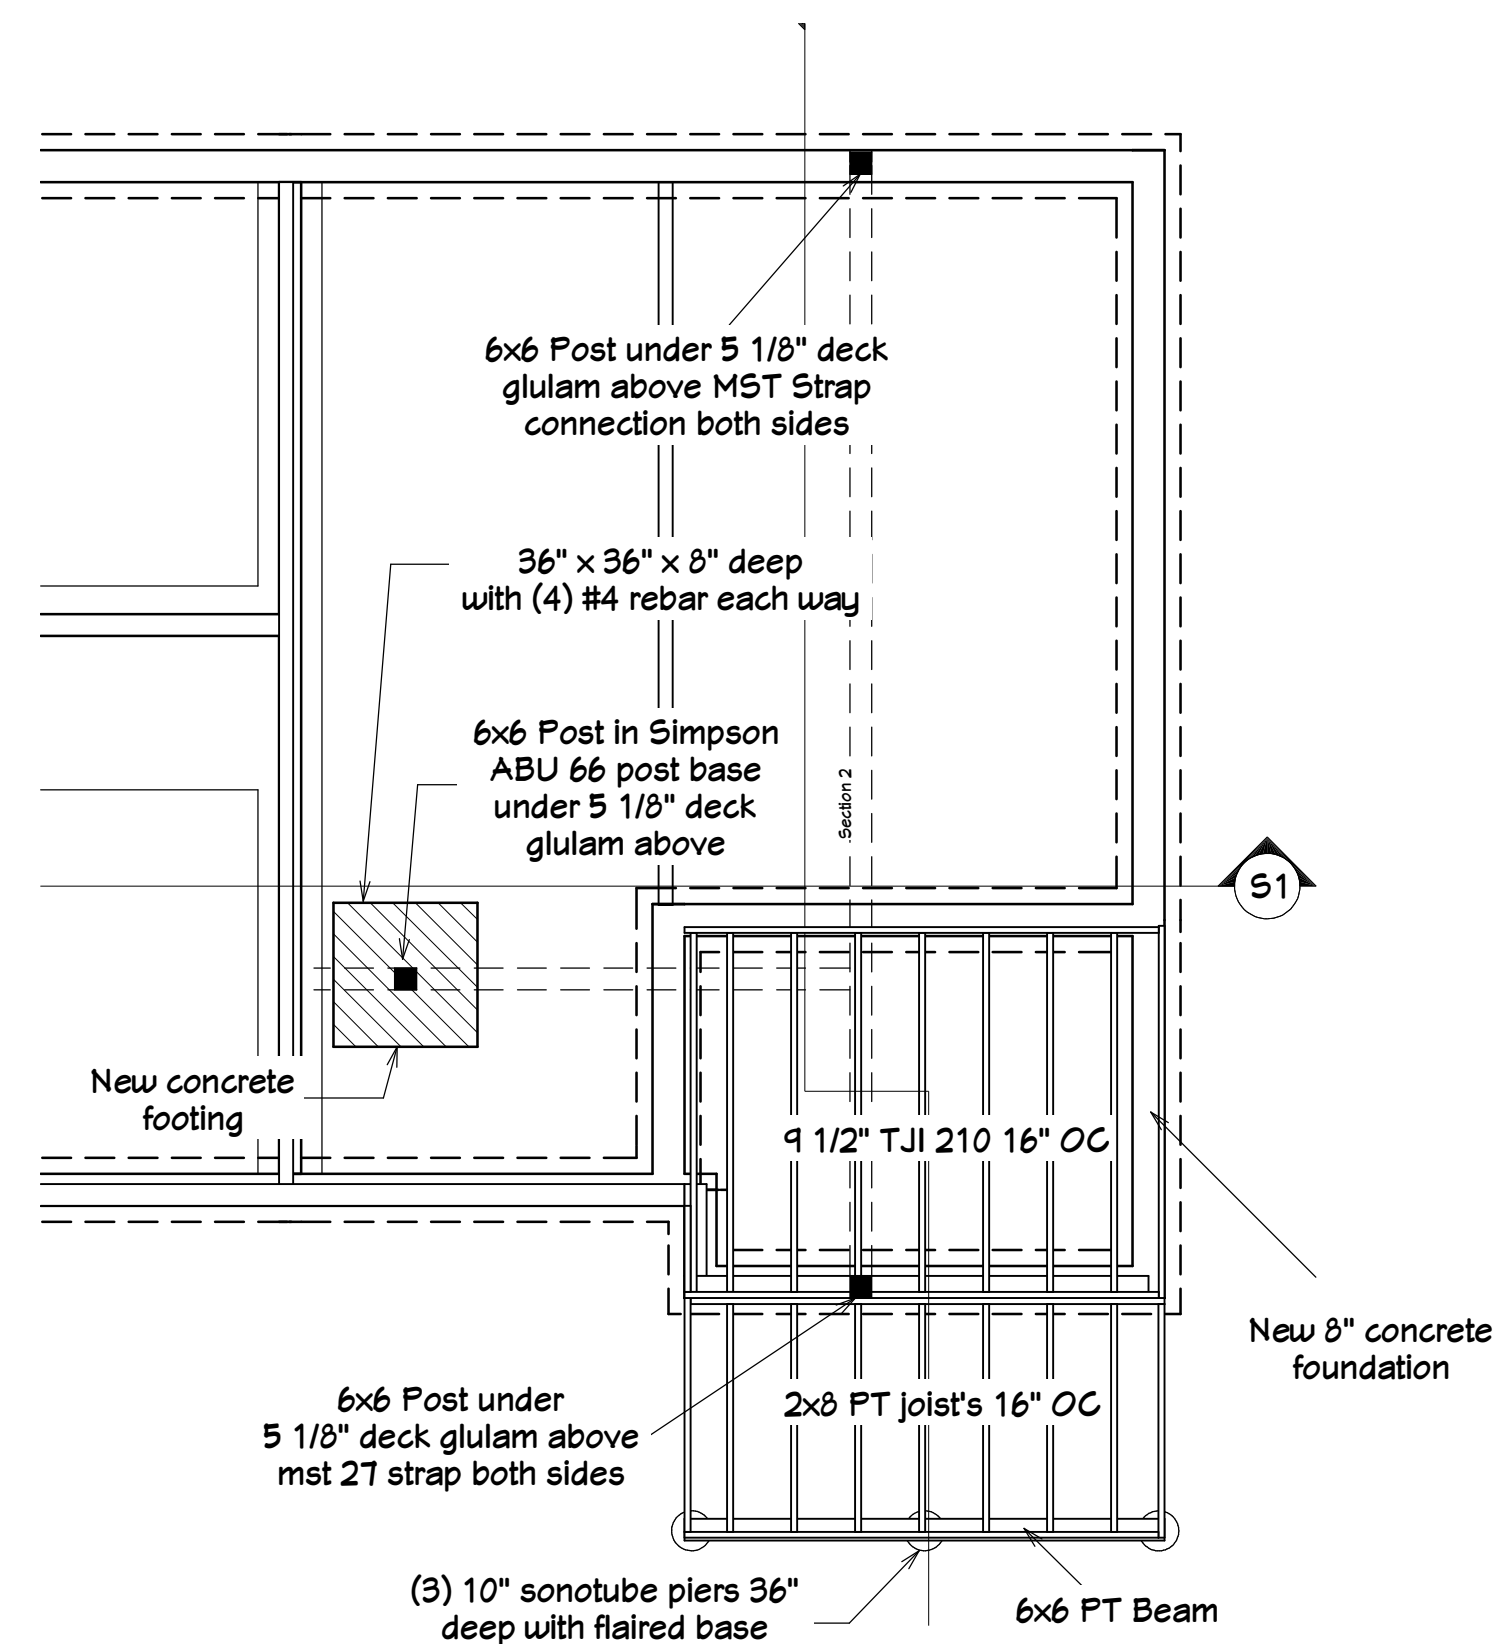 6x6 Post under 5 1/8" deck
glulam above MST Strap
connection both sides
36" x 36" x 8" deep
with (4) #4 rebar each way
6x6 Post in Simpson
ABU 66 post base
under 5 1/8" deck
glulam above
Section 2
S1
New concrete
footing
9 1/2" TJI 210 16" OC
New 8" concrete
foundation
6x6 Post under
5 1/8" deck glulam above
mst 27 strap both sides
2x8 PT joist's 16" OC
(3) 10" sonotube piers 36"
deep with flaired base
6x6 PT Beam